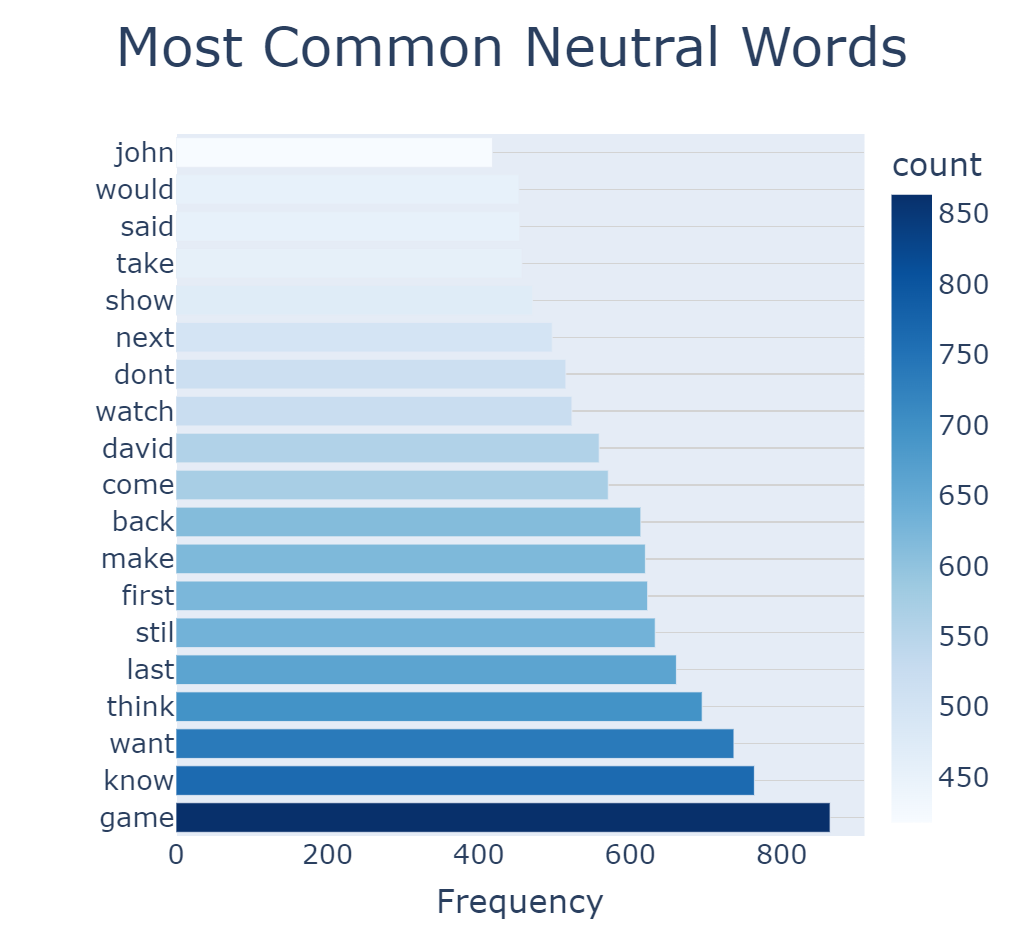 Most Common Neutral Words
count
john
would
said
take
show
next
dont
watch
david
come
back
make
first
stil
last
think
want
know
game
850
800
750
700
650
600
550
500
450
0 200 400 600 800
Frequency